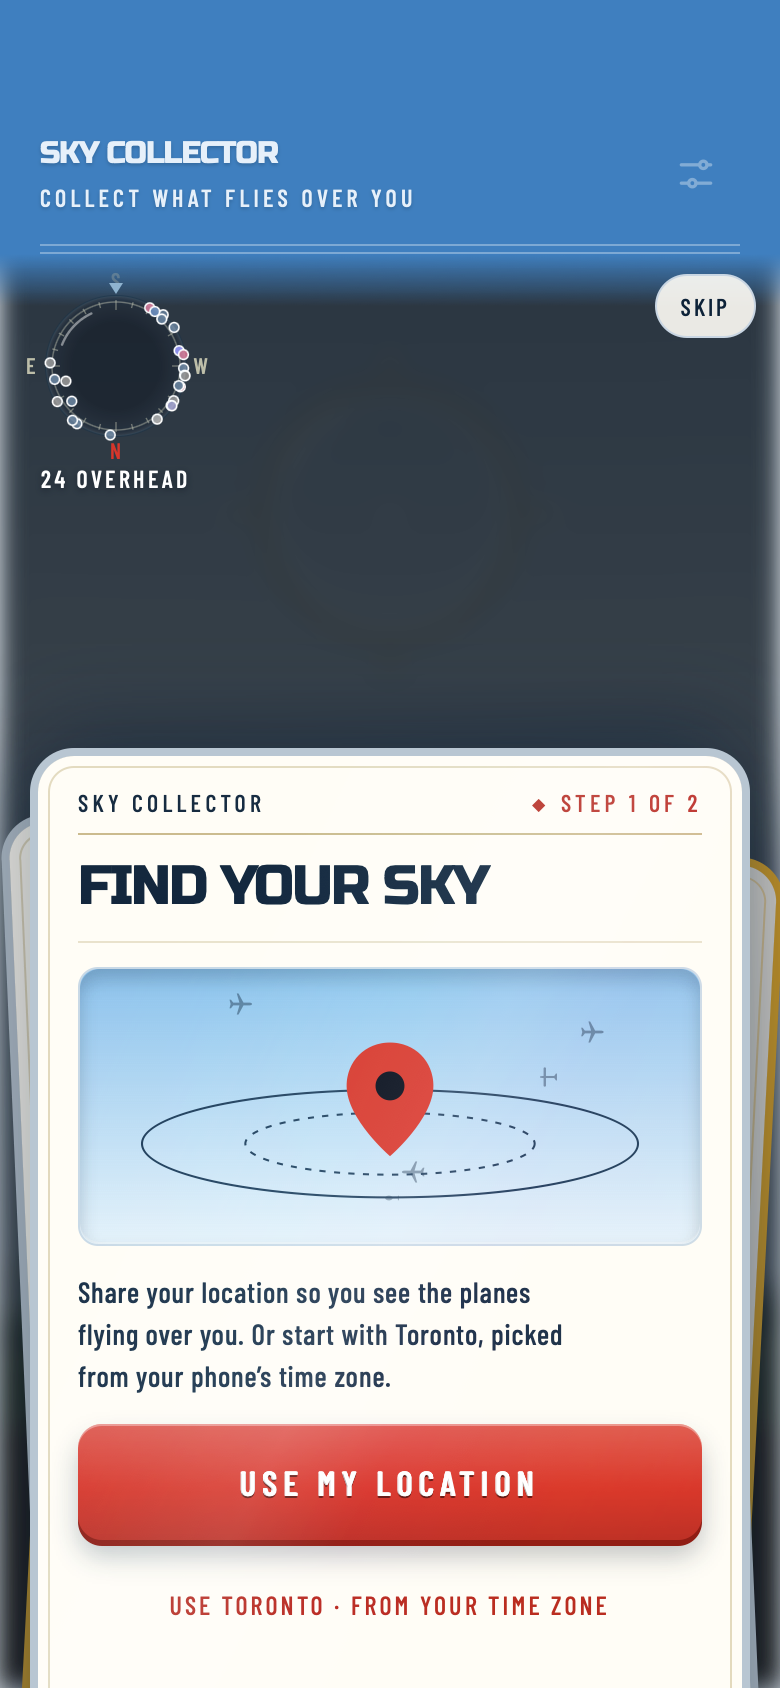 SKY COLLECTOR
COLLECT WHAT FLIES OVER YOU
SKIP
S
E
W
N
24 OVERHEAD
SKY COLLECTOR
◆ STEP 1 OF 2
FIND YOUR SKY
Share your location so you see the planes
flying over you. Or start with Toronto, picked
from your phone’s time zone.
USE MY LOCATION
USE TORONTO · FROM YOUR TIME ZONE